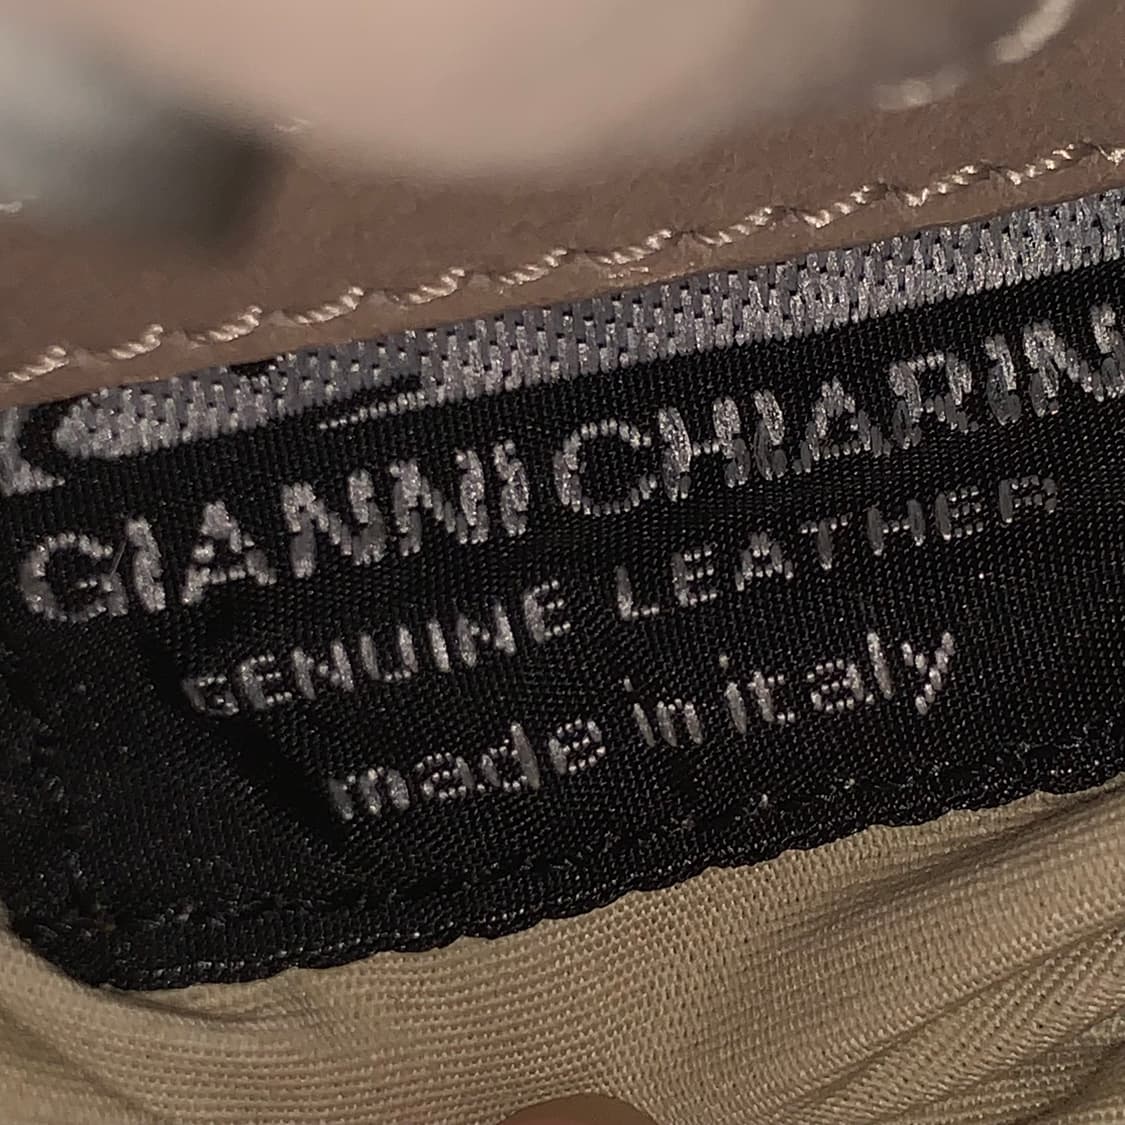 GIANNI CHIARINI
GENUINE LEATHER
made in italy